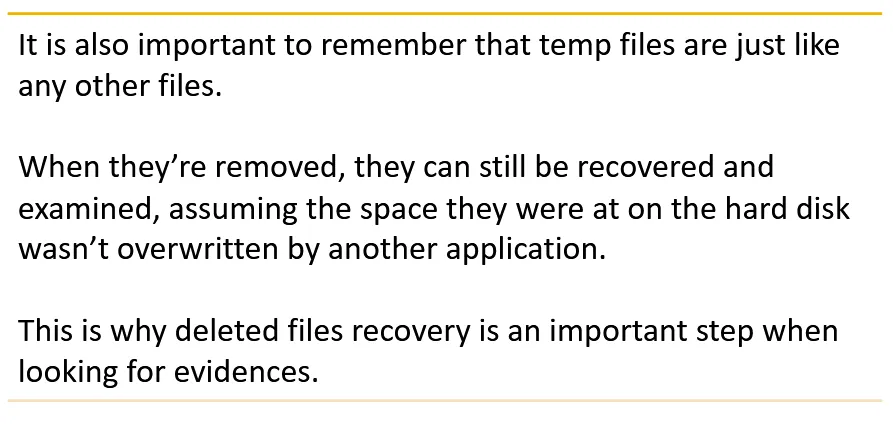 It is also important to remember that temp files are just like
any other files.
When they’re removed, they can still be recovered and
examined, assuming the space they were at on the hard disk
wasn’t overwritten by another application.
This is why deleted files recovery is an important step when
looking for evidences.